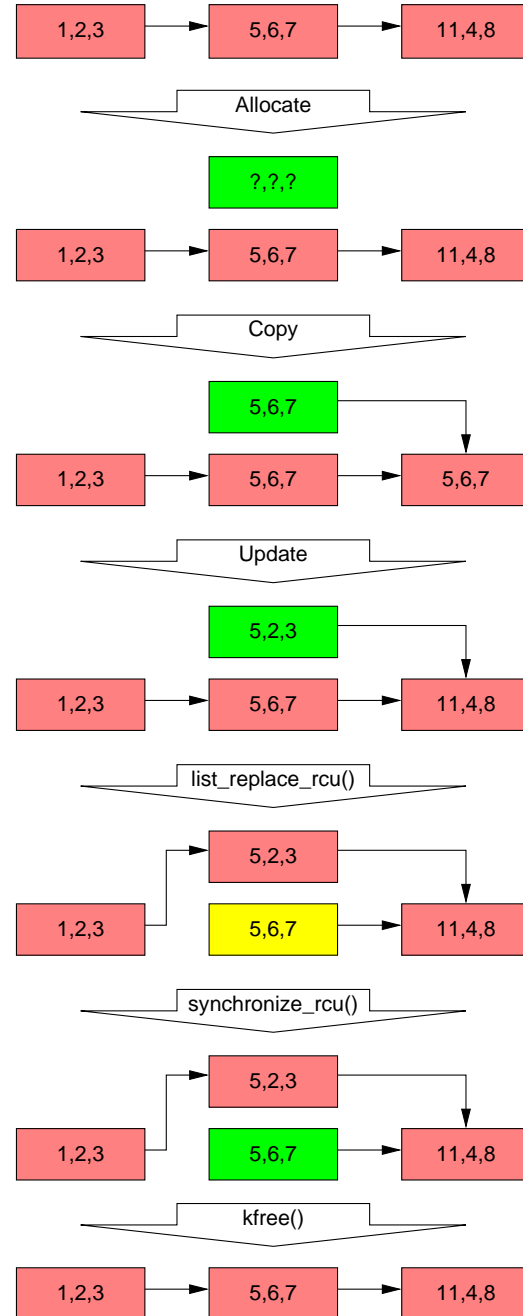 1,2,3 5,6,7 11,4,8
Allocate
?,?,?
1,2,3 5,6,7 11,4,8
Copy
5,6,7
1,2,3 5,6,7 5,6,7
Update
5,2,3
1,2,3 5,6,7 11,4,8
list_replace_rcu()
5,2,3
1,2,3 5,6,7 11,4,8
synchronize_rcu()
5,2,3
1,2,3 5,6,7 11,4,8
kfree()
1,2,3 5,6,7 11,4,8